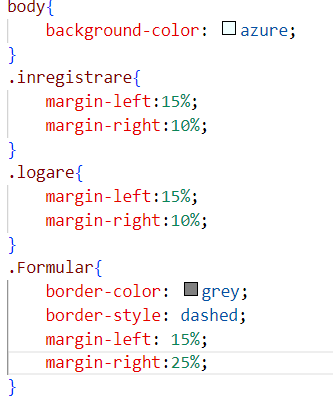 body{
background-color: azure;
}
.inregistrare{
margin-left:15%;
margin-right:10%;
}
.logare{
margin-left:15%;
margin-right:10%;
}
.Formular{
border-color: grey;
border-style: dashed;
margin-left: 15%;
margin-right:25%;
}